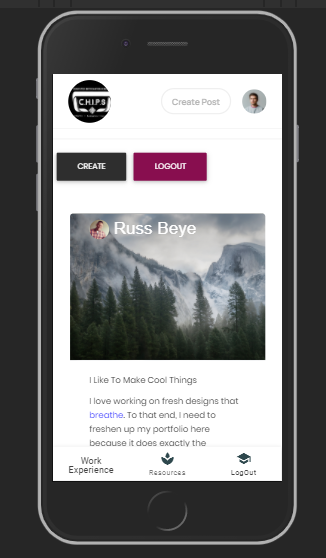 C.H.I.P.S
Create Post
CREATE
LOGOUT
Russ Beye
I Like To Make Cool Things
I love working on fresh designs that
breathe. To that end, I need to
freshen up my portfolio here
because it does exactly the
Work
Experience
Resources
LogOut